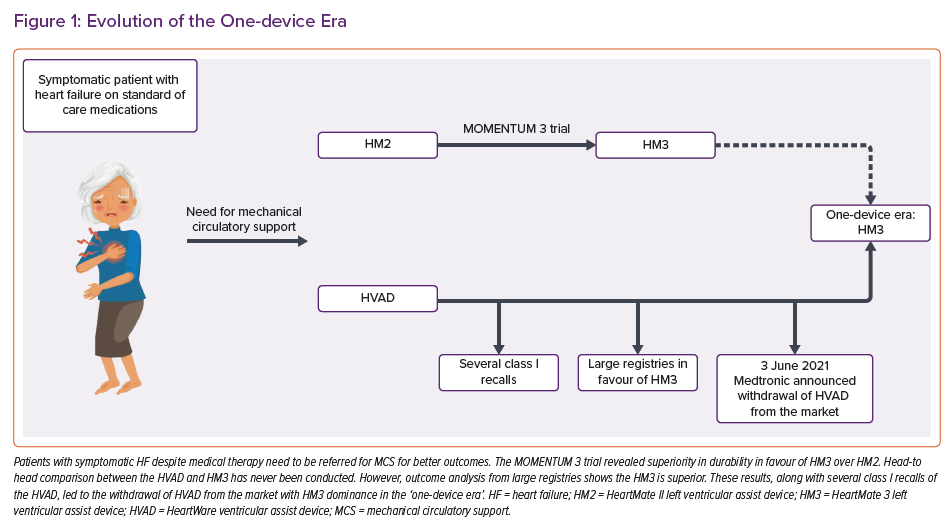 Figure 1: Evolution of the One-device Era
Symptomatic patient with
heart failure on standard of
care medications
Need for mechanical
circulatory support
HM2
MOMENTUM 3 trial
HM3
One-device era:
HM3
HVAD
Several class I
recalls
Large registries in
favour of HM3
3 June 2021
Medtronic announced
withdrawal of HVAD
from the market
Patients with symptomatic HF despite medical therapy need to be referred for MCS for better outcomes. The MOMENTUM 3 trial revealed superiority in durability in favour of HM3 over HM2. Head-to
head comparison between the HVAD and HM3 has never been conducted. However, outcome analysis from large registries shows the HM3 is superior. These results, along with several class I recalls of
the HVAD, led to the withdrawal of HVAD from the market with HM3 dominance in the ‘one-device era’. HF = heart failure; HM2 = HeartMate II left ventricular assist device; HM3 = HeartMate 3 left
ventricular assist device; HVAD = HeartWare ventricular assist device; MCS = mechanical circulatory support.